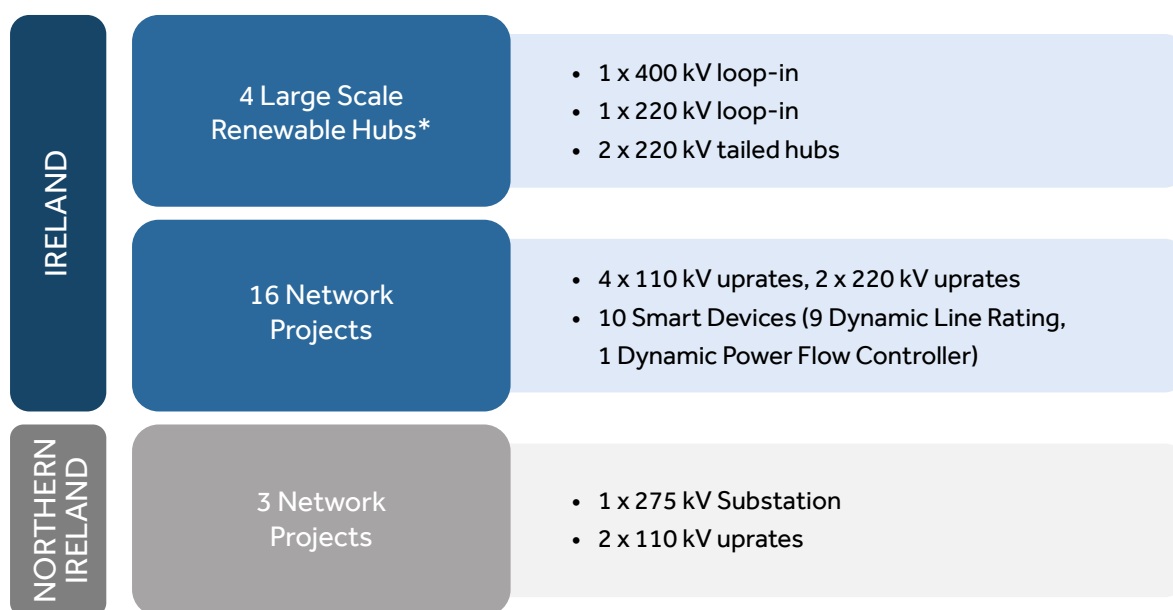 IRELAND
4 Large Scale
Renewable Hubs*
• 1 x 400 kV loop-in
• 1 x 220 kV loop-in
• 2 x 220 kV tailed hubs
16 Network
Projects
• 4 x 110 kV uprates, 2 x 220 kV uprates
• 10 Smart Devices (9 Dynamic Line Rating,
1 Dynamic Power Flow Controller)
NORTHERN
IRELAND
3 Network
Projects
• 1 x 275 kV Substation
• 2 x 110 kV uprates